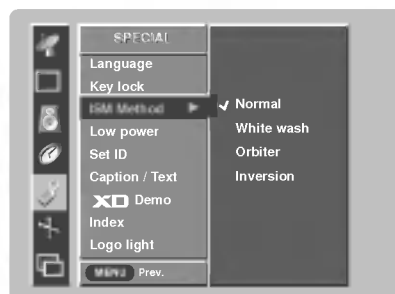 SPECIAL
Language
Key lock
ISM Method
Low power
Set ID
Caption / Text
XD Demo
Index
Logo light
MENU Prev.
Normal
White wash
Orbiter
Inversion